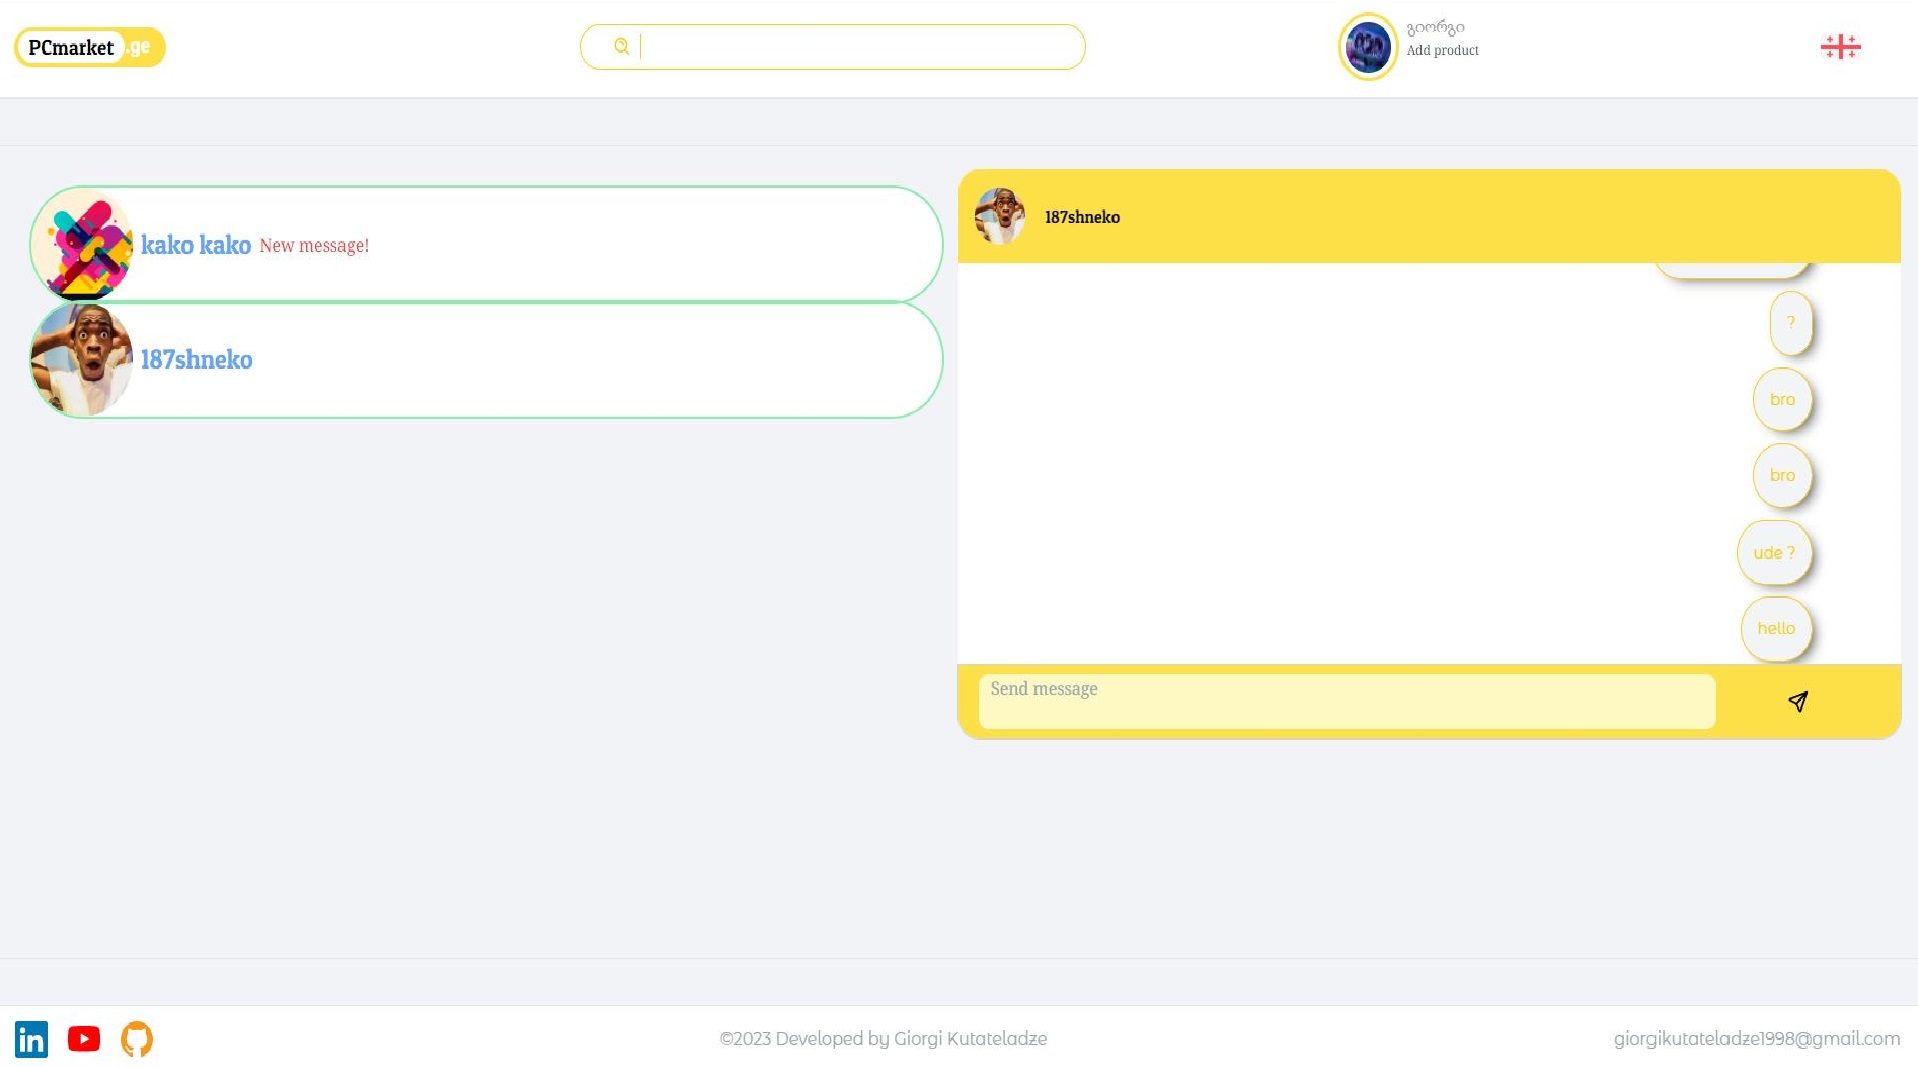 PCmarket.ge
გიორგი
Add product
kako kako New message!
187shneko
187shneko
?
bro
bro
ude ?
hello
Send message
©2023 Developed by Giorgi Kutateladze
giorgikutateladze1998@gmail.com